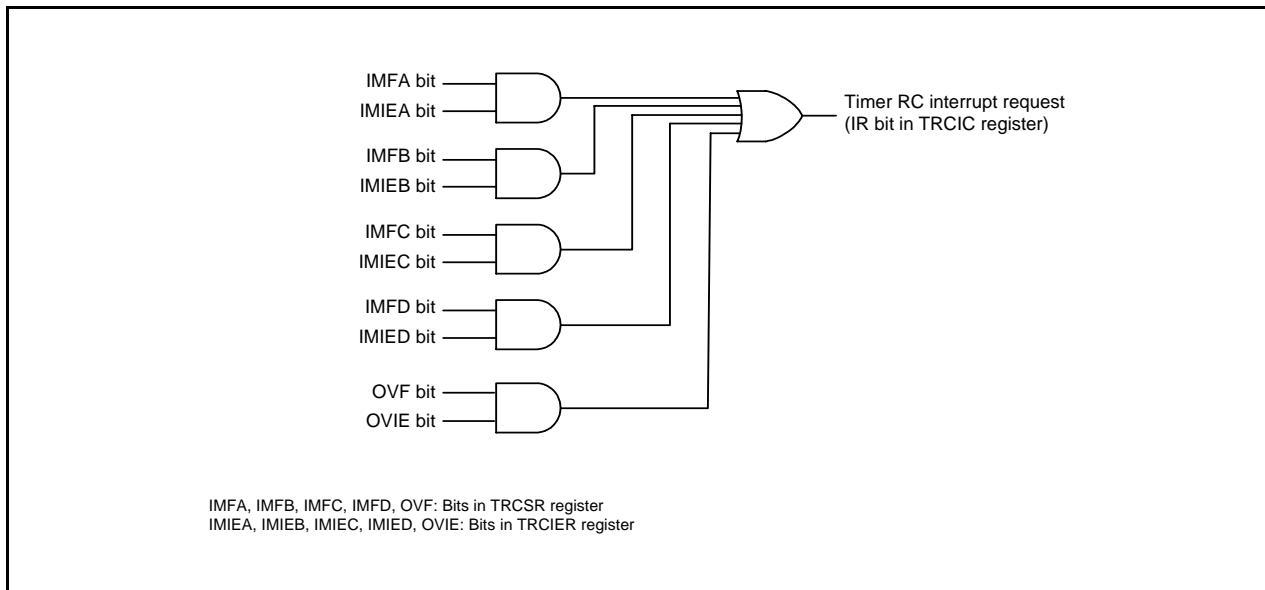 IMFA bit
IMIEA bit
IMFB bit
IMIEB bit
IMFC bit
IMIEC bit
IMFD bit
IMIED bit
OVF bit
OVIE bit
Timer RC interrupt request
(IR bit in TRCIC register)
IMFA, IMFB, IMFC, IMFD, OVF: Bits in TRCSR register
IMIEA, IMIEB, IMIEC, IMIED, OVIE: Bits in TRCIER register